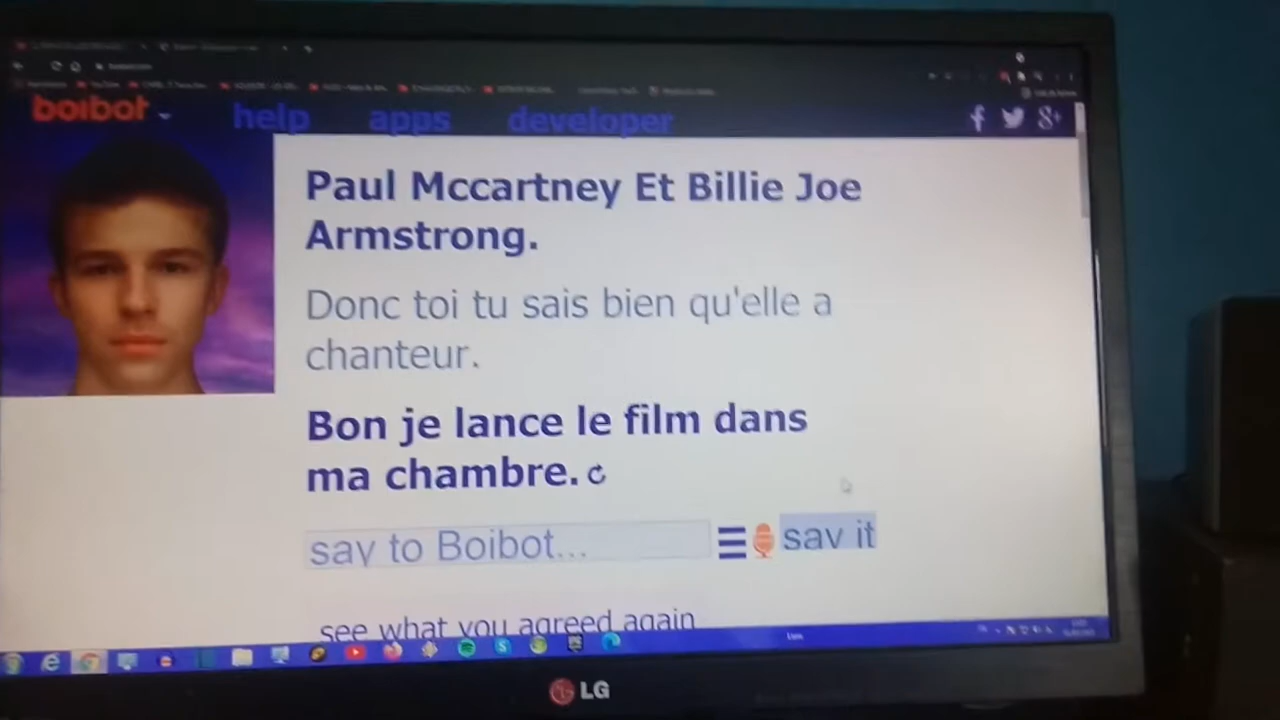 boibot
help apps developer
Paul Mccartney Et Billie Joe
Armstrong.
Donc toi tu sais bien qu'elle a
chanteur.
Bon je lance le film dans
ma chambre.
say to Boibot...
say it
see what you agreed again
LG